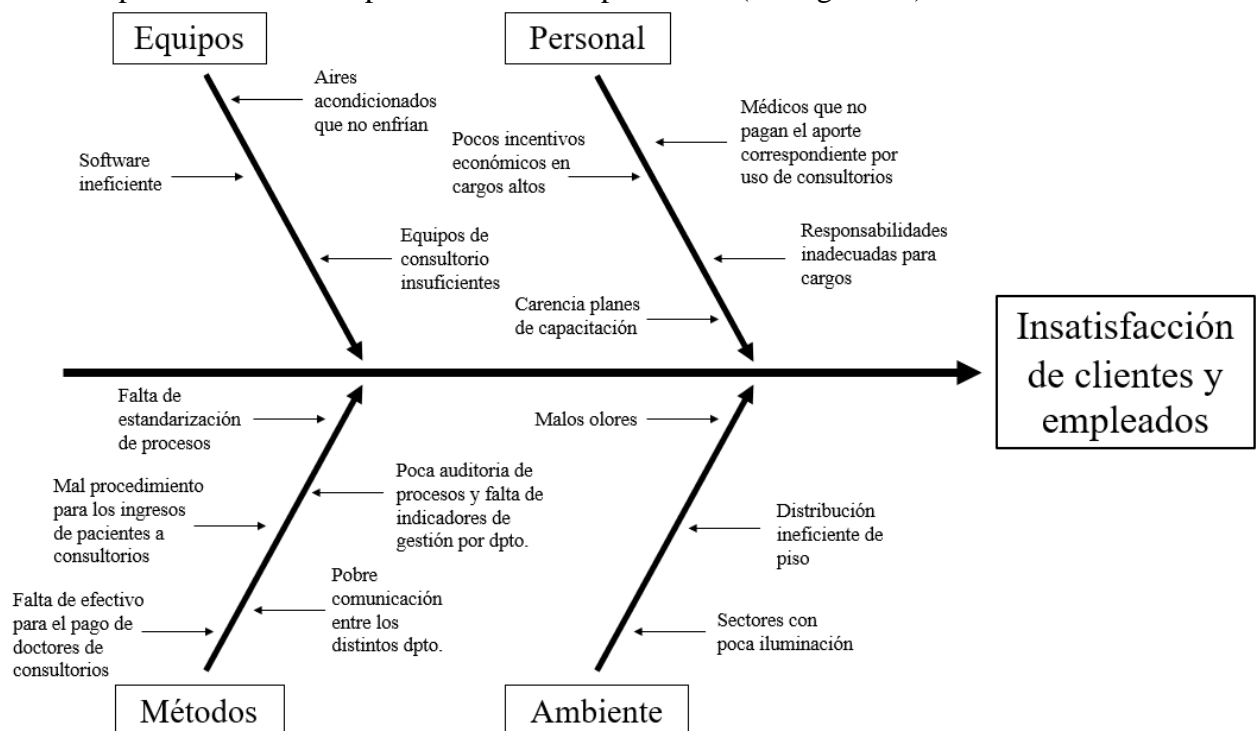 Equipos
Personal
Aires
acondicionados
que no enfrían
Software
ineficiente
Equipos de
consultorio
insuficientes
Pocos incentivos
económicos en
cargos altos
Médicos que no
pagan el aporte
correspondiente por
uso de consultorios
Responsabilidades
inadecuadas para
cargos
Carencia planes
de capacitación
Insatisfacción
de clientes y
empleados
Falta de
estandarización
de procesos
Mal procedimiento
para los ingresos
de pacientes a
consultorios
Poca auditoria de
procesos y falta de
indicadores de
gestión por dpto.
Falta de efectivo
para el pago de
doctores de
consultorios
Pobre
comunicación
entre los
distintos dpto.
Malos olores
Distribución
ineficiente de
piso
Sectores con
poca iluminación
Métodos
Ambiente